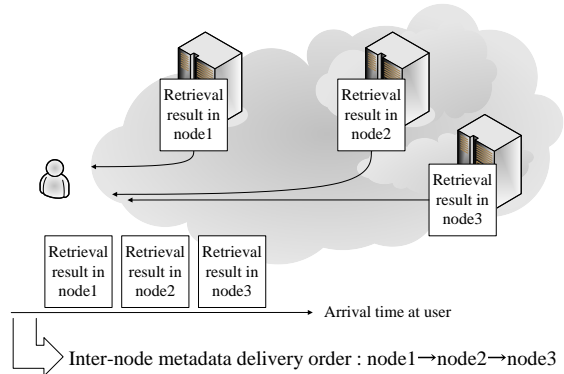 Retrieval
result in
node1
Retrieval
result in
node2
Retrieval
result in
node3
Retrieval
result in
node1
Retrieval
result in
node2
Retrieval
result in
node3
Arrival time at user
Inter-node metadata delivery order : node1→node2→node3